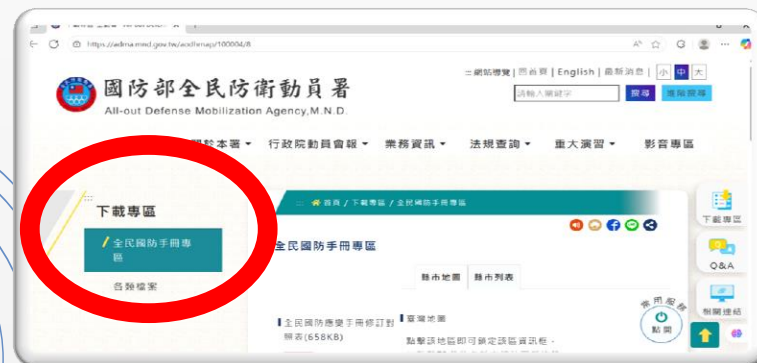 https://adma.mnd.gov.tw/aodhmap/100004/8
:::網站導覽|回首頁|English|最新消息| 小 中 大
國防部全民防衛動員署
All-out Defense Mobilization Agency,M.N.D.
請輸入關鍵字 搜尋 進階搜尋
關於本署 行政院動員會報 業務資訊 法規查詢 重大演習 影音專區
下載專區
全民國防手冊專區
各類檔案
::: 首頁 / 下載專區 / 全民國防手冊專區
全民國防手冊專區
縣市地圖 縣市列表
全民國防應變手冊修訂對照表(658KB)
臺灣地圖
點擊該地區即可鎖定該區資訊框。
下載專區
Q&A
相關連結
常用服務
點開